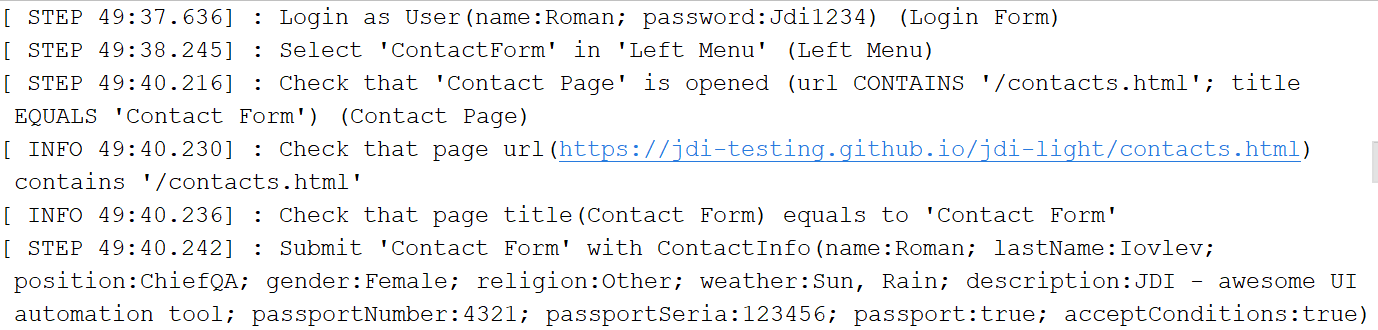 [ STEP 49:37.636] : Login as User(name:Roman; password:Jdi1234) (Login Form)
[ STEP 49:38.245] : Select 'ContactForm' in 'Left Menu' (Left Menu)
[ STEP 49:40.216] : Check that 'Contact Page' is opened (url CONTAINS '/contacts.html'; title
EQUALS 'Contact Form') (Contact Page)
[ INFO 49:40.230] : Check that page url(https://jdi-testing.github.io/jdi-light/contacts.html)
contains '/contacts.html'
[ INFO 49:40.236] : Check that page title(Contact Form) equals to 'Contact Form'
[ STEP 49:40.242] : Submit 'Contact Form' with ContactInfo(name:Roman; lastName:Iovlev;
position:ChiefQA; gender:Female; religion:Other; weather:Sun, Rain; description:JDI - awesome UI
automation tool; passportNumber:4321; passportSeria:123456; passport:true; acceptConditions:true)